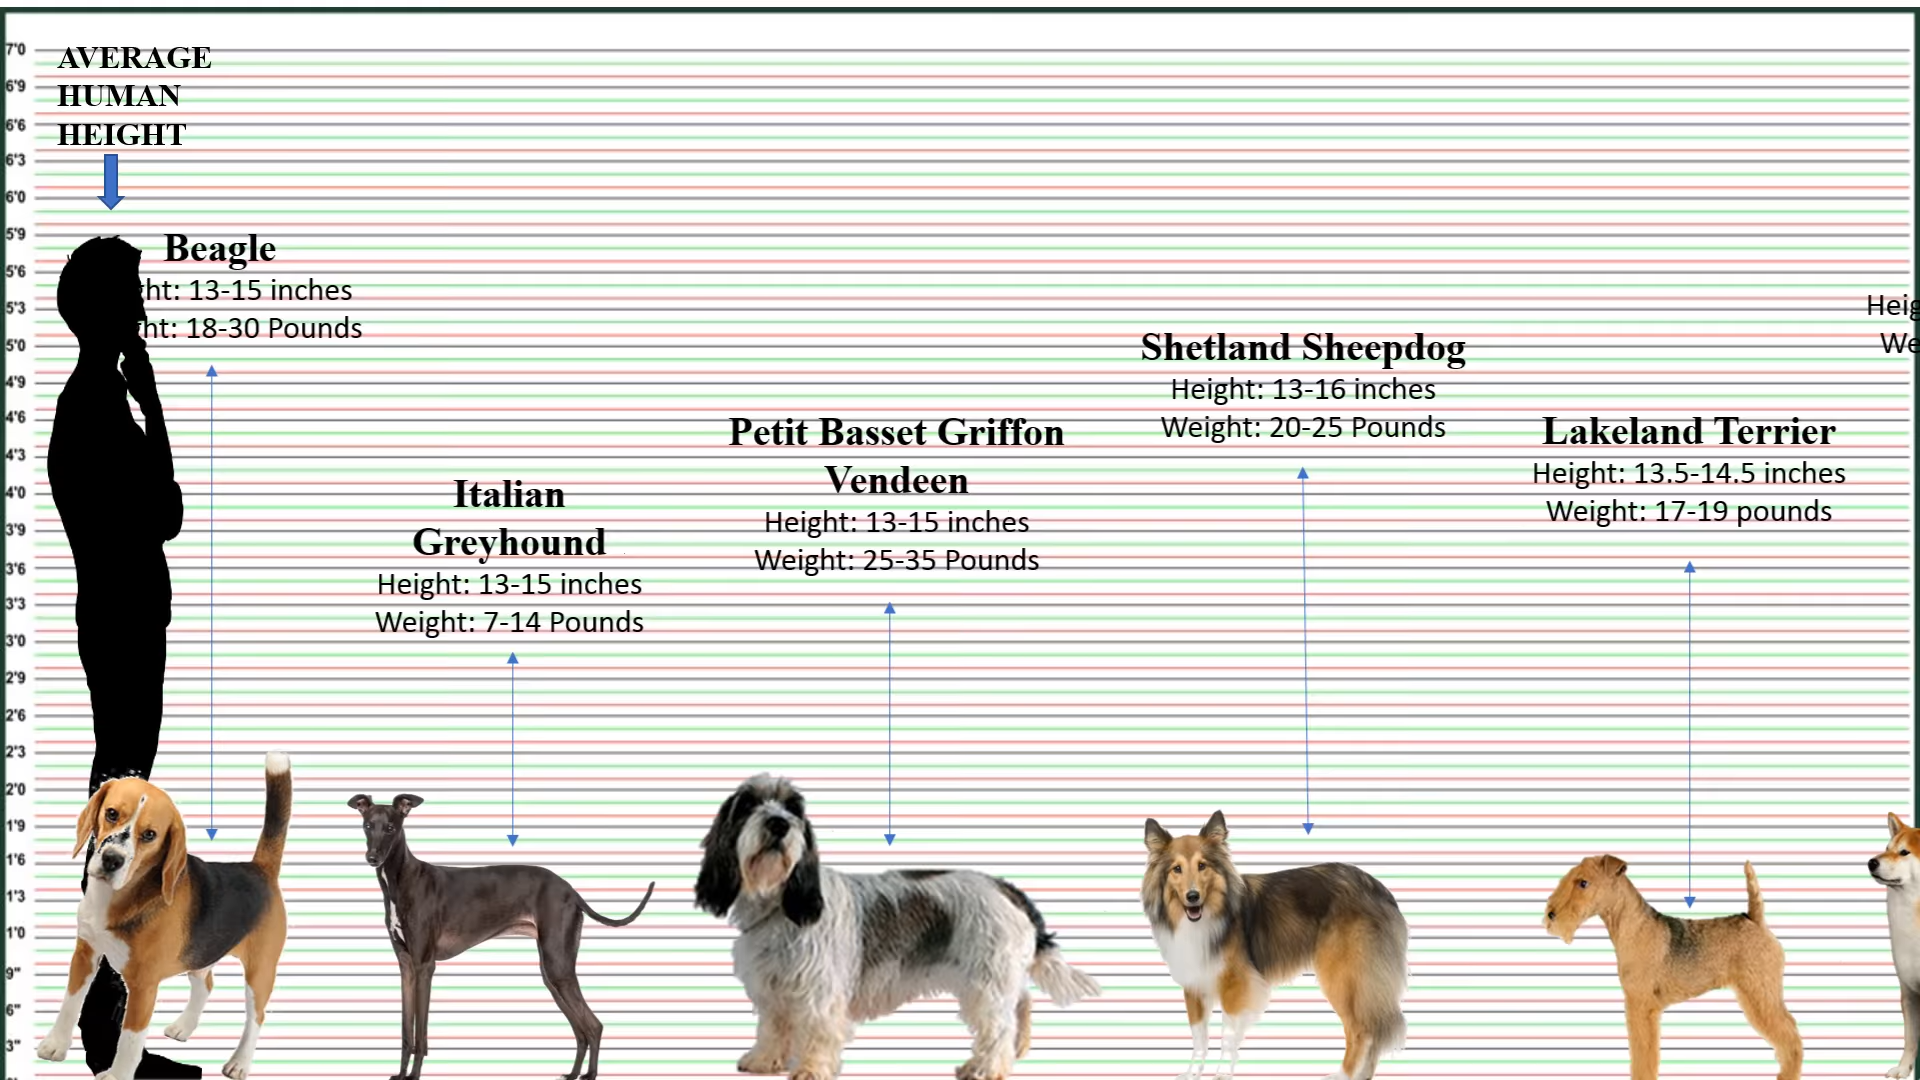 AVERAGE
HUMAN
HEIGHT
7'0
6'9
6'6
6'3
6'0
5'9
5'6
5'3
5'0
4'9
4'6
4'3
4'0
3'9
3'6
3'3
3'0
2'9
2'6
2'3
2'0
1'9
1'6
1'3
1'0
9"
6"
3"
Beagle
ght: 13-15 inches
ght: 18-30 Pounds
Italian
Greyhound
Height: 13-15 inches
Weight: 7-14 Pounds
Petit Basset Griffon
Vendeen
Height: 13-15 inches
Weight: 25-35 Pounds
Shetland Sheepdog
Height: 13-16 inches
Weight: 20-25 Pounds
Lakeland Terrier
Height: 13.5-14.5 inches
Weight: 17-19 pounds
Heig
We